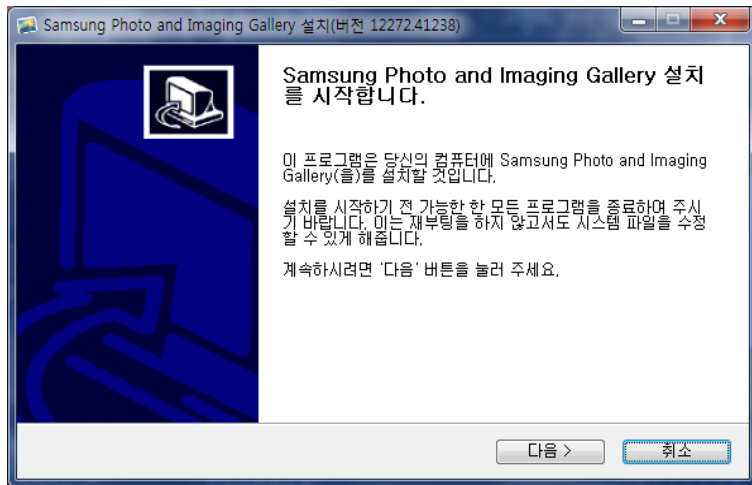 Samsung Photo and Imaging Gallery 설치(버전 12272.41238)
Samsung Photo and Imaging Gallery 설치
를 시작합니다.
이 프로그램은 당신의 컴퓨터에 Samsung Photo and Imaging
Gallery(을)를 설치할 것입니다.
설치를 시작하기 전 가능한 한 모든 프로그램을 종료하여 주시
기 바랍니다. 이는 재부팅을 하지 않고서도 시스템 파일을 수정
할 수 있게 해줍니다.
계속하시려면 '다음' 버튼을 눌러 주세요.
다음 >
취소